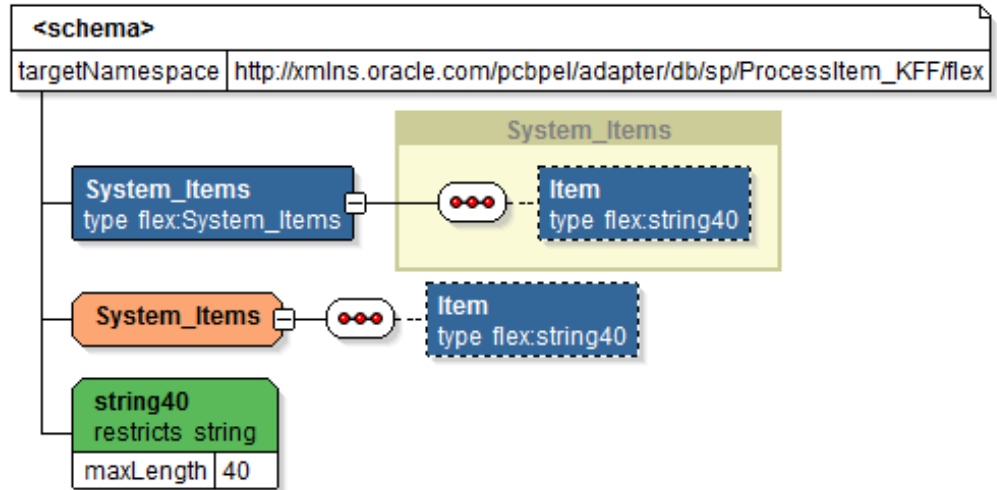 <schema>
targetNamespace http://xmlns.oracle.com/pcbpel/adapter/db/sp/ProcessItem_KFF/flex
System_Items
System_Items
type flex:System_Items
Item
type flex:string40
System_Items
Item
type flex:string40
string40
restricts string
maxLength 40